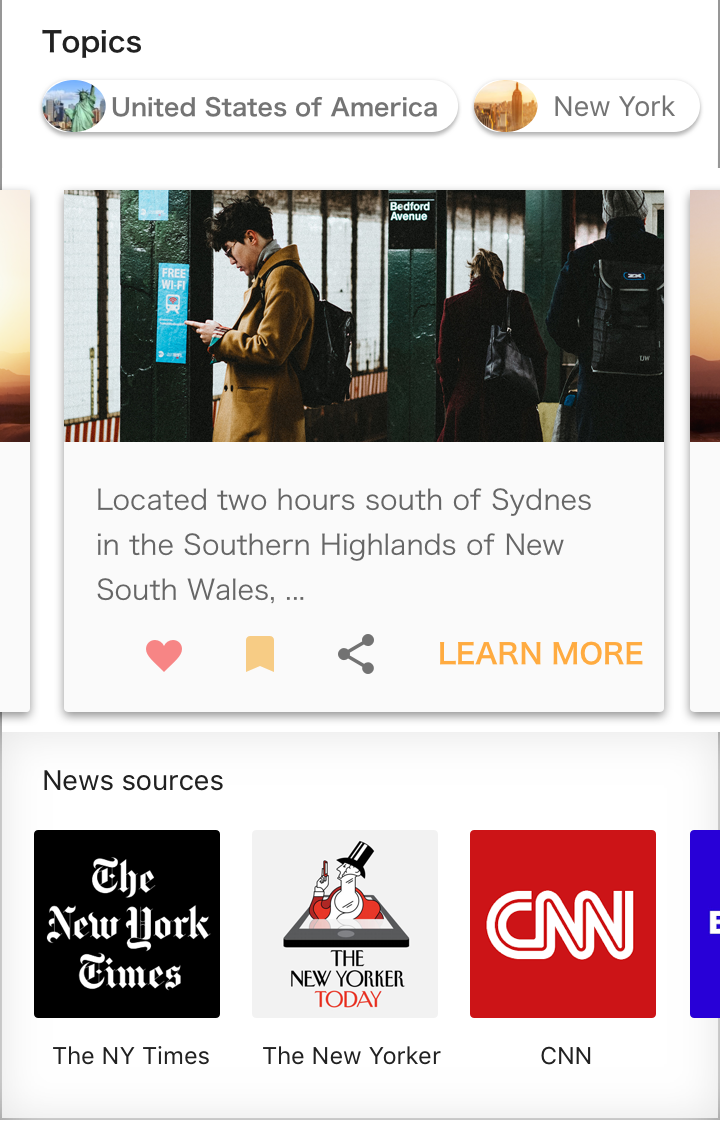 Topics
United States of America
New York
Bedford
Avenue
FREE
WI-FI
UW
Located two hours south of Sydnes
in the Southern Highlands of New
South Wales, ...
LEARN MORE
News sources
The
New York
Times
THE
NEW YORKER
TODAY
CNN
The NY Times
The New Yorker
CNN